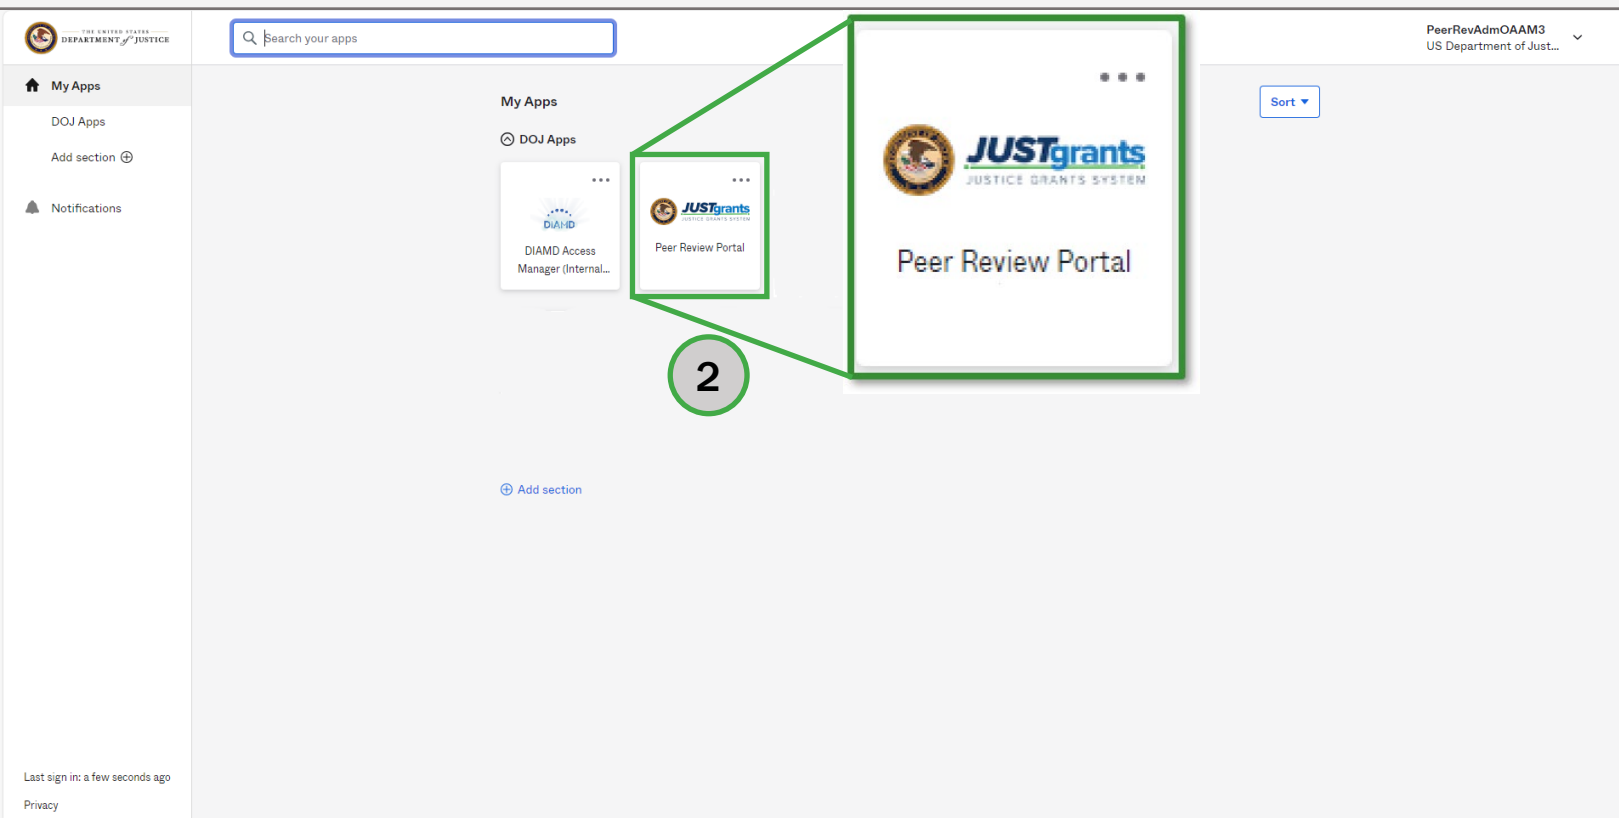 THE UNITED STATES
DEPARTMENT of JUSTICE
Search your apps
PeerRevAdmOAAM3
US Department of Just...
My Apps
DOJ Apps
Add section
Notifications
My Apps
Sort
DOJ Apps
DIAMD
DIAMD Access
Manager (Internal...
JUSTgrants
JUSTICE GRANTS SYSTEM
Peer Review Portal
JUSTgrants
JUSTICE GRANTS SYSTEM
Peer Review Portal
2
Add section
Last sign in: a few seconds ago
Privacy